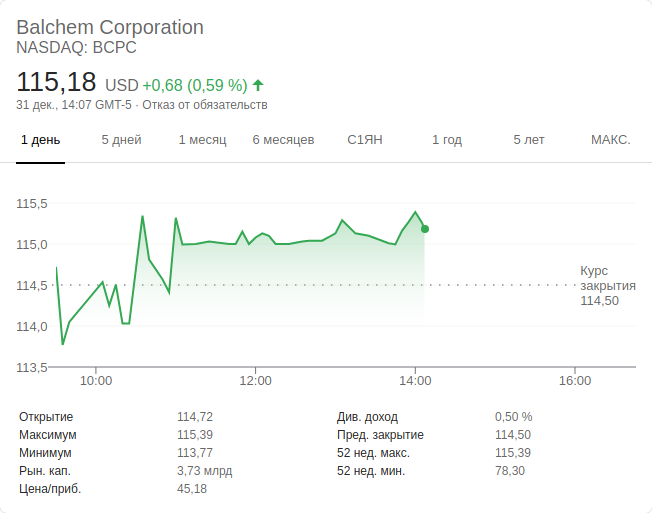 Balchem Corporation
NASDAQ: BCPC
115,18 USD +0,68 (0,59 %)
31 дек., 14:07 GMT-5 · Отказ от обязательств
1 день 5 дней 1 месяц 6 месяцев С1ЯН 1 год 5 лет МАКС.
115,5
115,0
114,5
114,0
113,5
Курс
закрытия
114,50
10:00 12:00 14:00 16:00
Открытие 114,72 Див. доход 0,50 %
Максимум 115,39 Пред. закрытие 114,50
Минимум 113,77 52 нед. макс. 115,39
Рын. кап. 3,73 млрд 52 нед. мин. 78,30
Цена/приб. 45,18